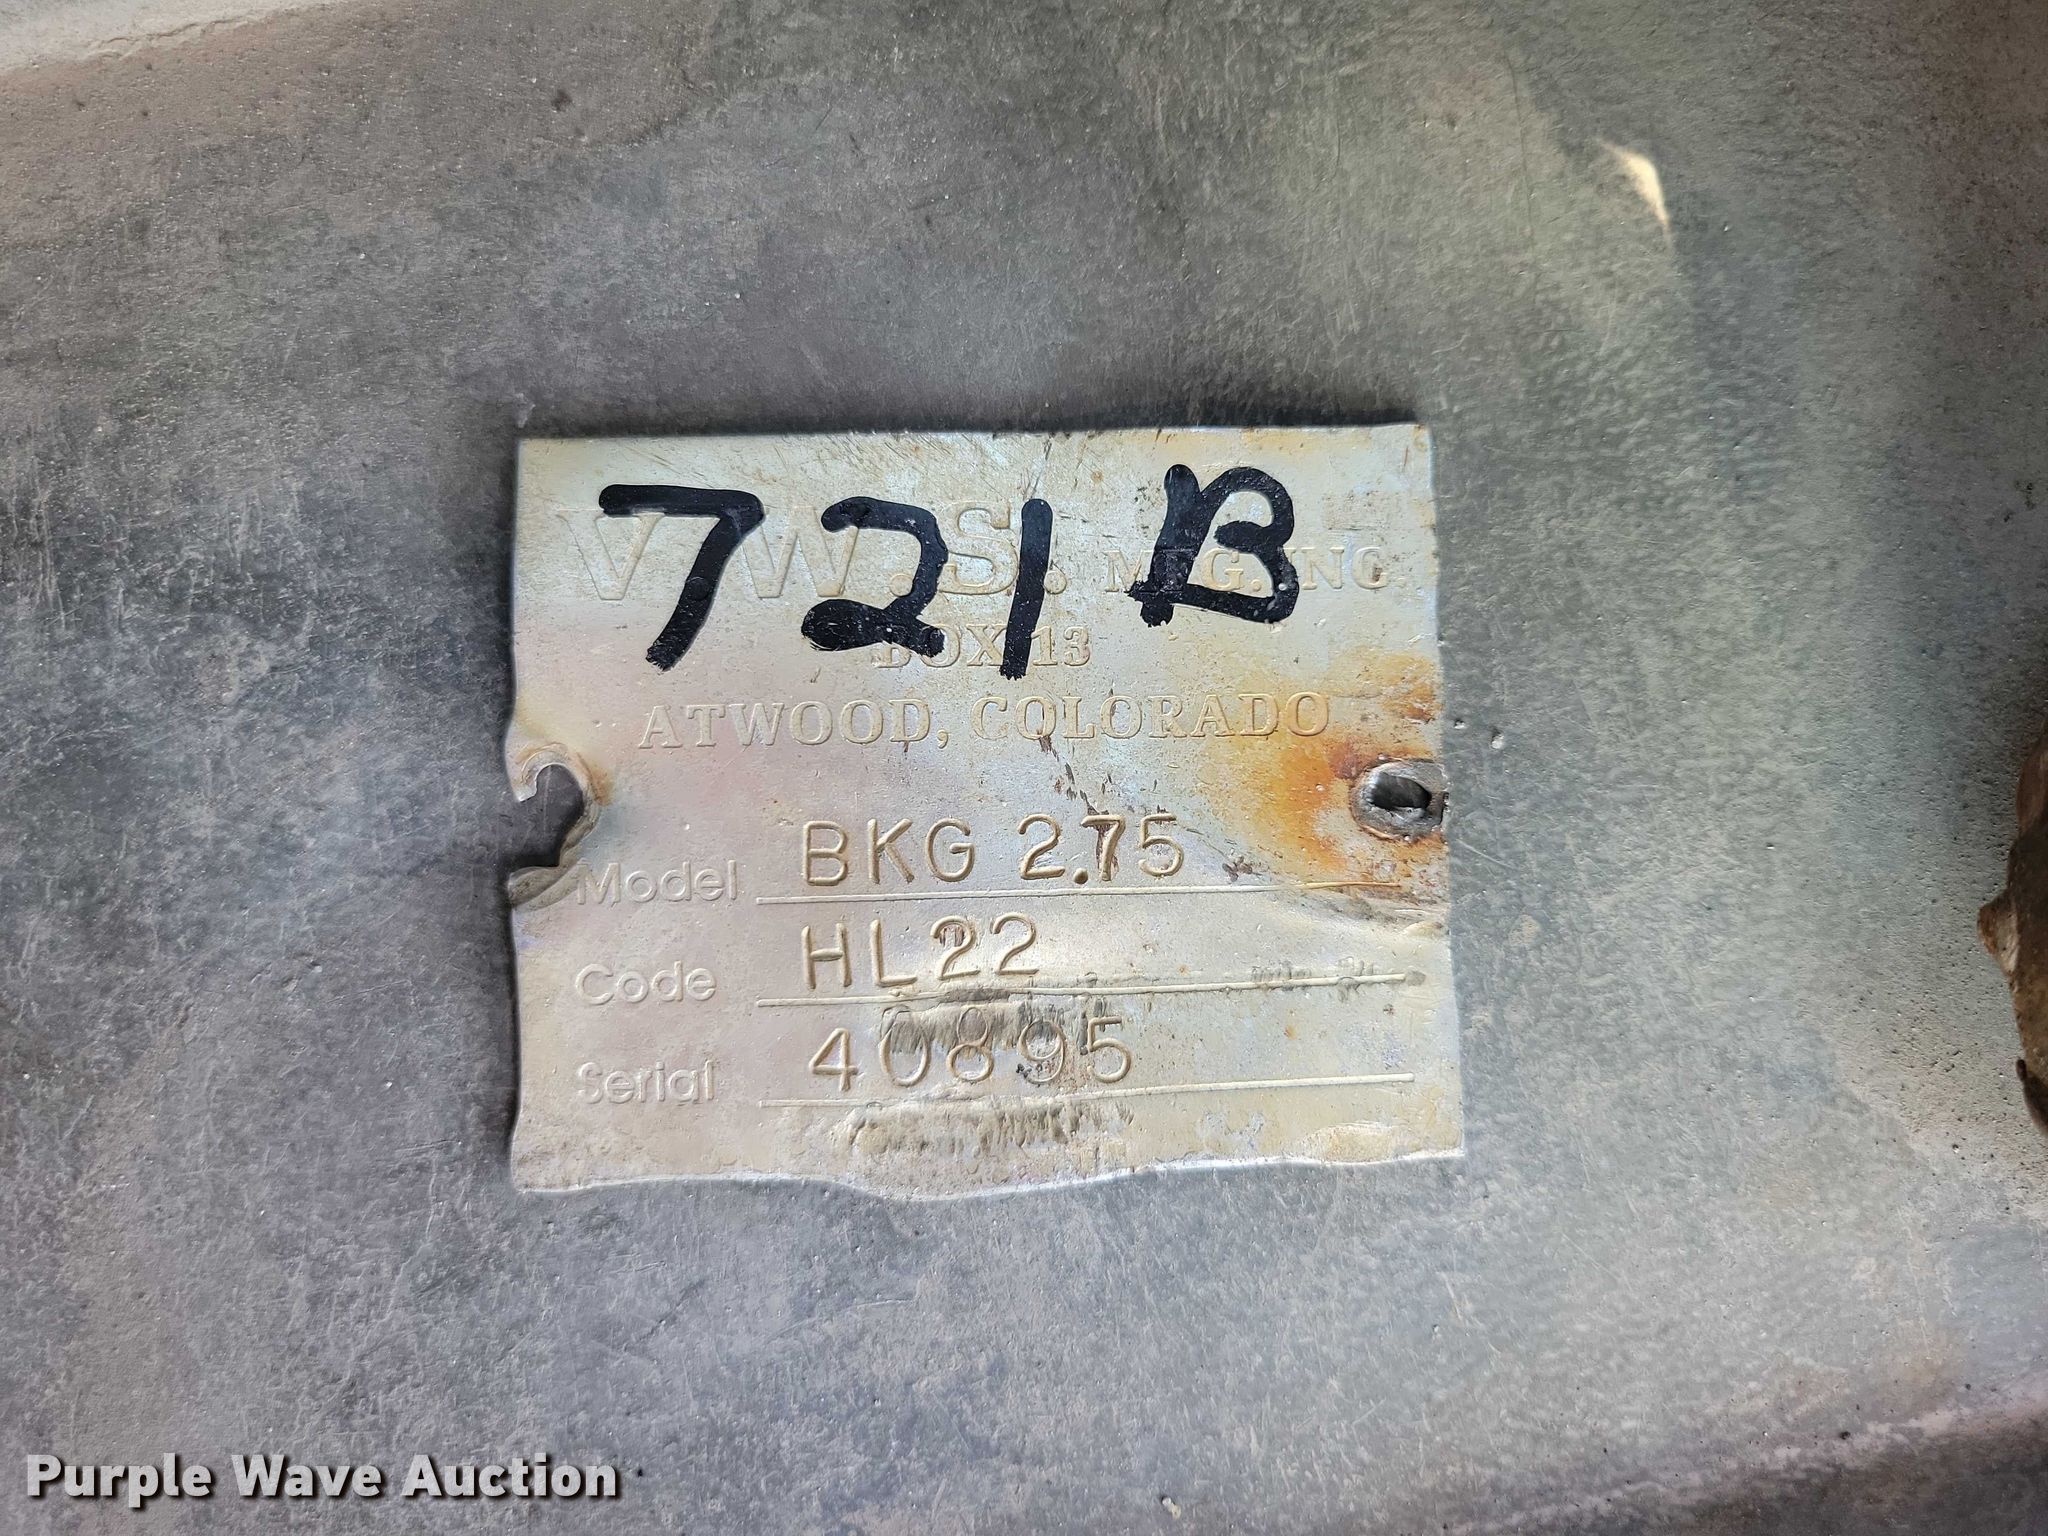 721B
V.W.S. MFG. INC.
BOX 13
ATWOOD, COLORADO
Model BKG 2.75
Code HL22
Serial 40895
Purple Wave Auction